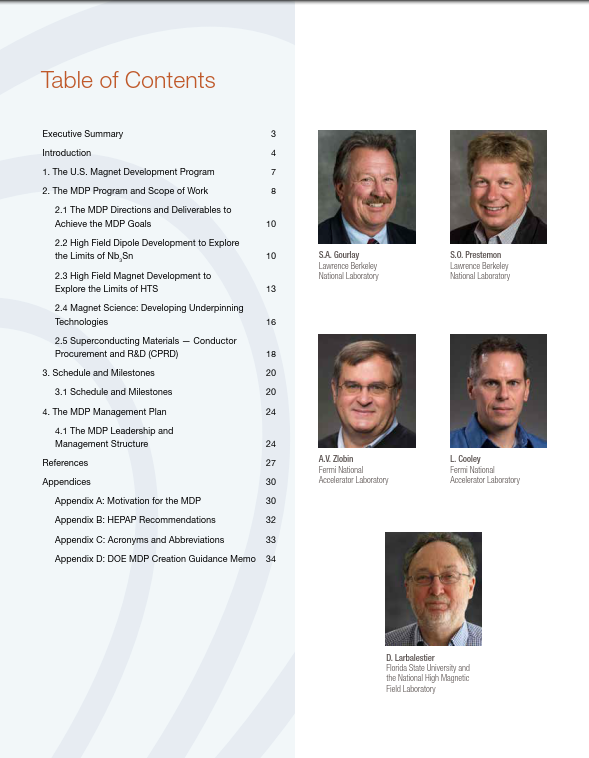 Table of Contents
Executive Summary 3
Introduction 4
1. The U.S. Magnet Development Program 7
2. The MDP Program and Scope of Work 8
2.1 The MDP Directions and Deliverables to
Achieve the MDP Goals 10
2.2 High Field Dipole Development to Explore
the Limits of Nb₃Sn 10
2.3 High Field Magnet Development to
Explore the Limits of HTS 13
2.4 Magnet Science: Developing Underpinning
Technologies 16
2.5 Superconducting Materials — Conductor
Procurement and R&D (CPRD) 18
3. Schedule and Milestones 20
3.1 Schedule and Milestones 20
4. The MDP Management Plan 24
4.1 The MDP Leadership and
Management Structure 24
References 27
Appendices 30
Appendix A: Motivation for the MDP 30
Appendix B: HEPAP Recommendations 32
Appendix C: Acronyms and Abbreviations 33
Appendix D: DOE MDP Creation Guidance Memo 34
S.A. Gourlay
Lawrence Berkeley
National Laboratory
S.O. Prestemon
Lawrence Berkeley
National Laboratory
A.V. Zlobin
Fermi National
Accelerator Laboratory
L. Cooley
Fermi National
Accelerator Laboratory
D. Larbalestier
Florida State University and
the National High Magnetic
Field Laboratory